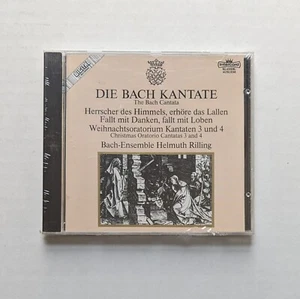 DIE BACH KANTATE
The Bach Cantata
Herrscher des Himmels, erhöre das Lallen
Fallt mit Danken, fallt mit Loben
Weihnachtsoratorium Kantaten 3 und 4
Christmas Oratorio Cantatas 3 and 4
Bach-Ensemble Helmuth Rilling